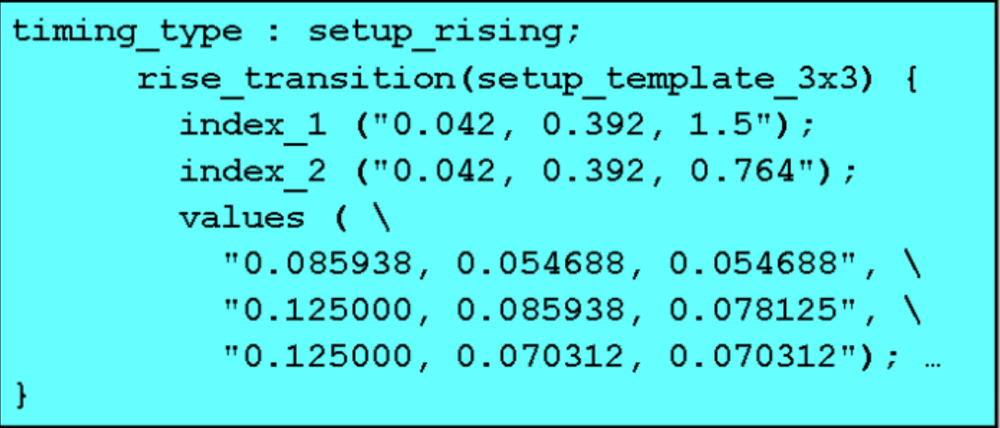 timing_type : setup_rising;
rise_transition(setup_template_3x3) {
index_1 ("0.042, 0.392, 1.5");
index_2 ("0.042, 0.392, 0.764");
values ( \
"0.085938, 0.054688, 0.054688", \
"0.125000, 0.085938, 0.078125", \
"0.125000, 0.070312, 0.070312"); …
}